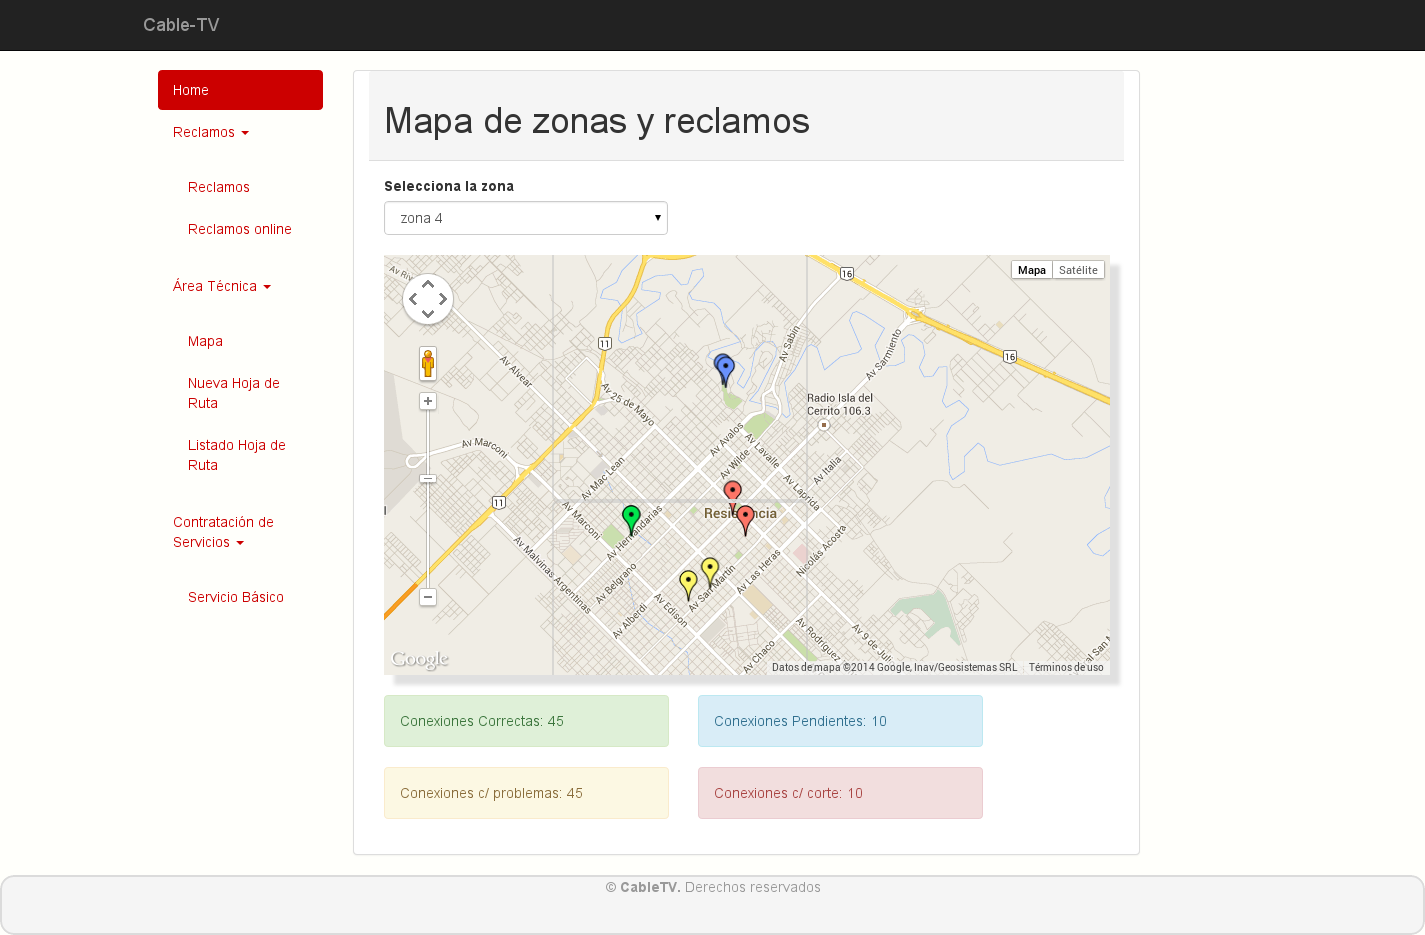 Cable-TV
Home
Reclamos
Reclamos
Reclamos online
Área Técnica
Mapa
Nueva Hoja de
Ruta
Listado Hoja de
Ruta
Contratación de
Servicios
Servicio Básico
Mapa de zonas y reclamos
Selecciona la zona
zona 4
Mapa
Satélite
16
11
16
11
Av Sabin
Av Sarmiento
Av Alvear
Av 25 de Mayo
Radio Isla del
Cerrito 106.3
Av Marconi
Av Avalos
Av Lavalle
Av Wilde
Av Italia
Av Mac Lean
Av Laprida
Av Marconi
Av Hernandarias
Av Malvinas Argentinas
Nicolás Acosta
Av Las Heras
Av Belgrano
Av San Martín
Av Edison
Av Alberdi
Av Chaco
Av Rodríguez
Av 9 de Juli
al San M
Google
Datos de mapa ©2014 Google, Inav/Geosistemas SRL
Términos de uso
Conexiones Correctas: 45
Conexiones Pendientes: 10
Conexiones c/ problemas: 45
Conexiones c/ corte: 10
© CableTV. Derechos reservados